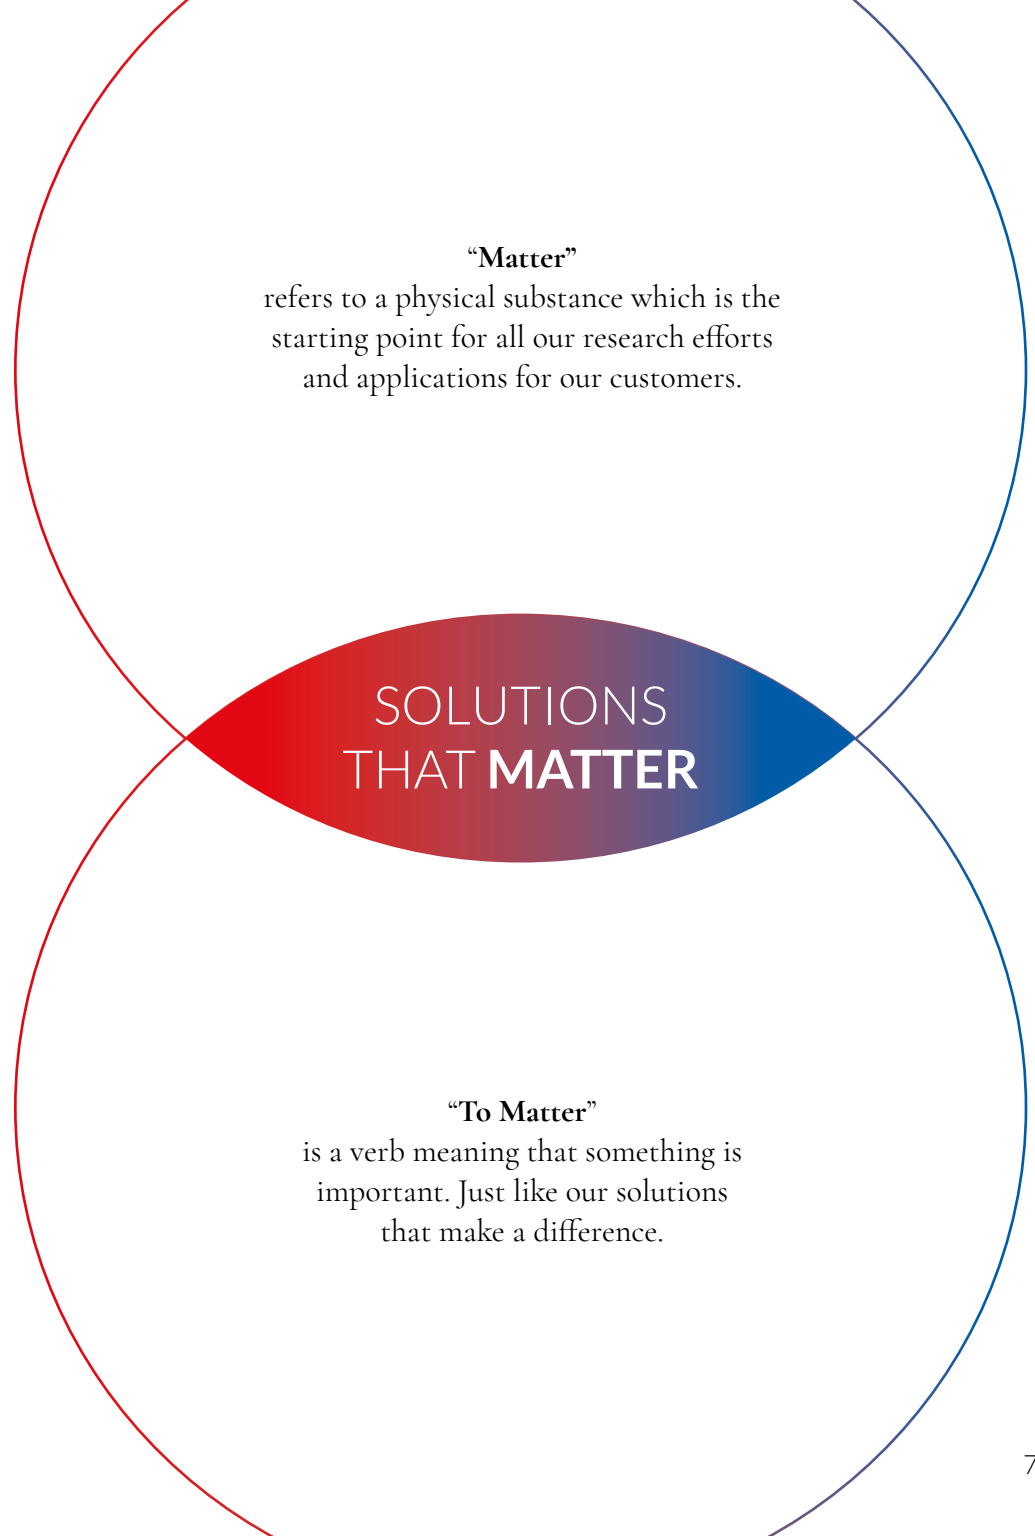 “Matter”
refers to a physical substance which is the
starting point for all our research efforts
and applications for our customers.
SOLUTIONS
THAT MATTER
“To Matter”
is a verb meaning that something is
important. Just like our solutions
that make a difference.
7